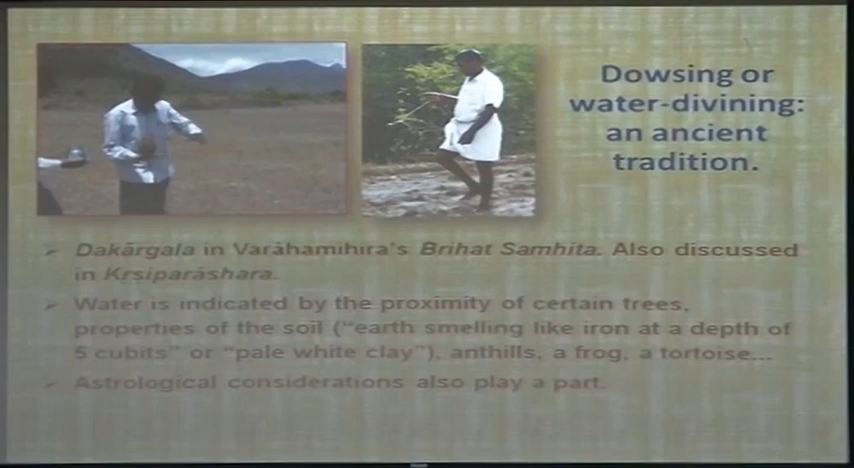 Dowsing or
water-divining:
an ancient
tradition.
➢ Dakārgala in Varāhamihira's Brihat Samhita. Also discussed
in Kṛsiparāshara.
➢ Water is indicated by the proximity of certain trees,
properties of the soil ("earth smelling like iron at a depth of
5 cubits" or "pale white clay"), anthills, a frog, a tortoise...
➢ Astrological considerations also play a part.